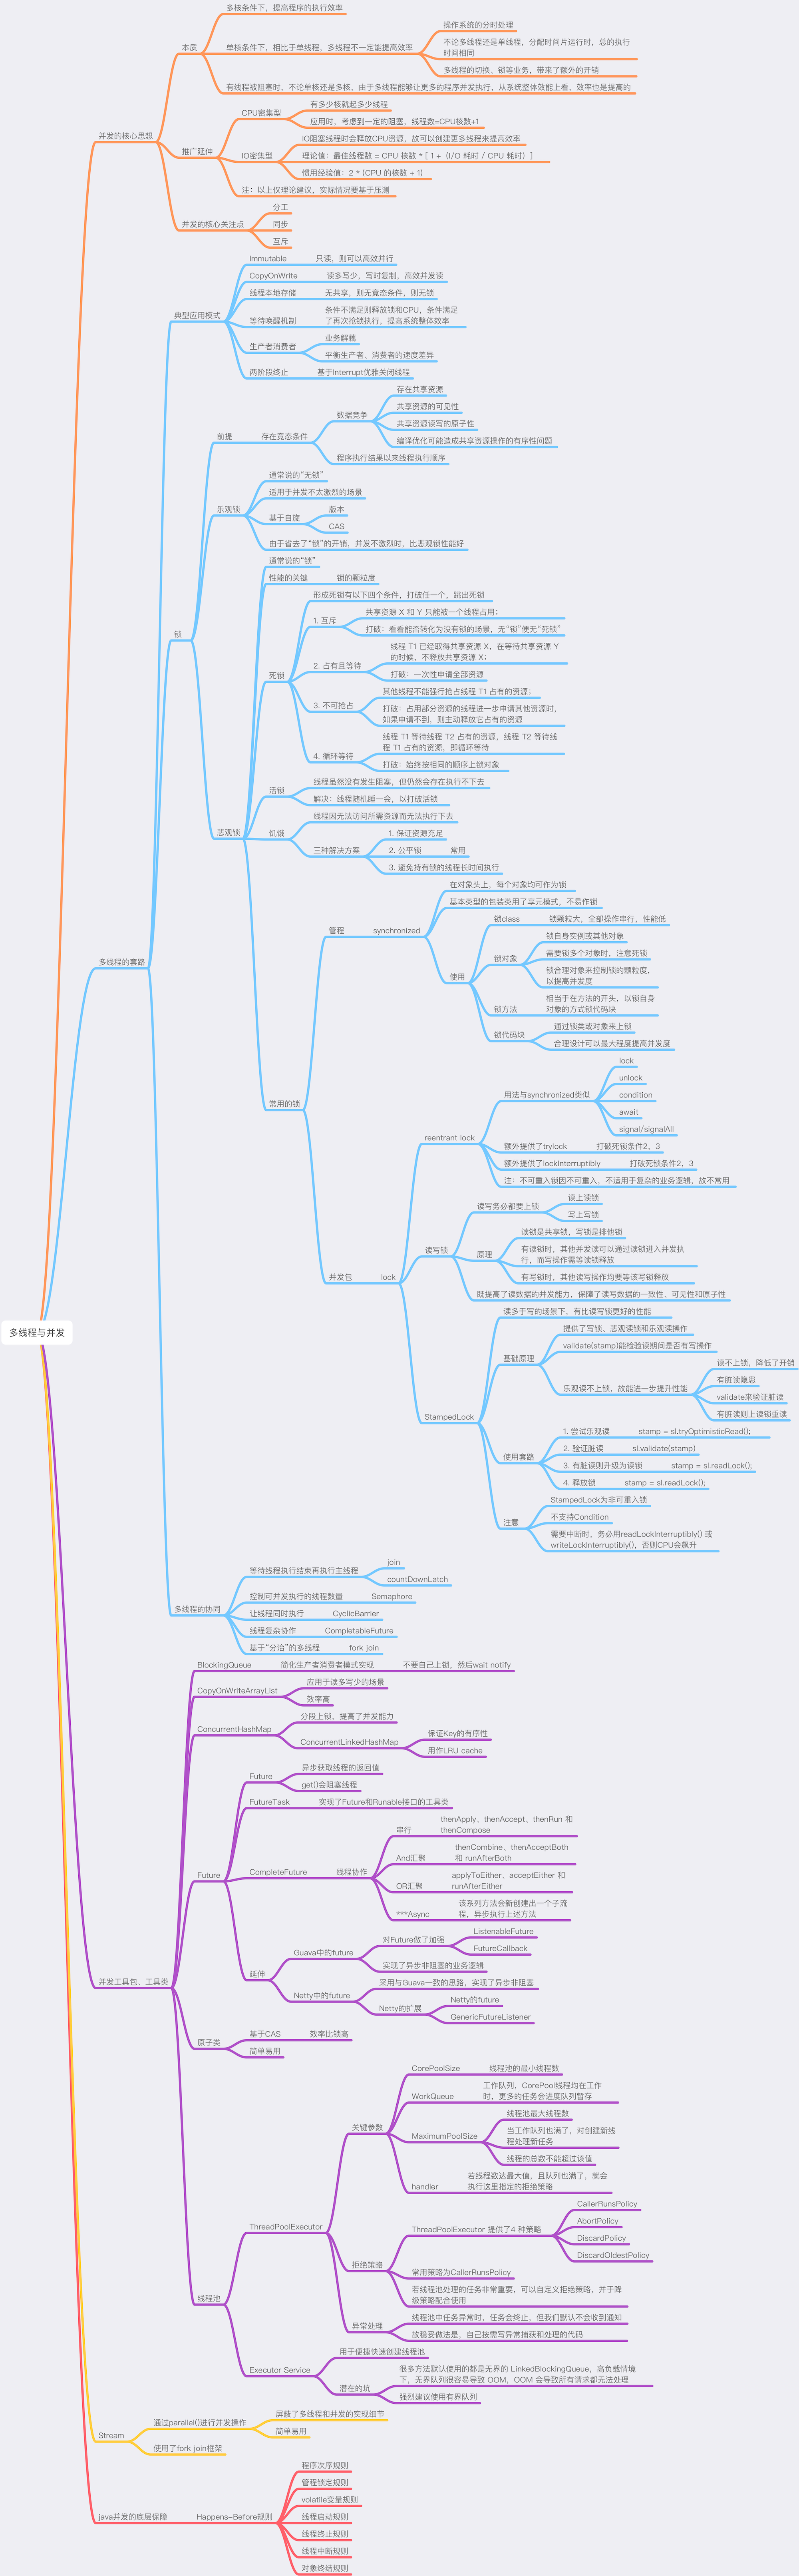 多核条件下，提高程序的执行效率
本质
单核条件下，相比于单线程，多线程不一定能提高效率
操作系统的分时处理
不论多线程还是单线程，分配时间片运行时，总的执行
时间相同
多线程的切换、锁等业务，带来了额外的开销
有线程被阻塞时，不论单核还是多核，由于多线程能够让更多的程序并发执行，从系统整体效能上看，效率也是提高的
并发的核心思想
推广延伸
CPU密集型
有多少核就起多少线程
应用时，考虑到一定的阻塞，线程数=CPU核数+1
IO密集型
IO阻塞线程时会释放CPU资源，故可以创建更多线程来提高效率
理论值：最佳线程数 = CPU 核数 * [ 1 +（I/O 耗时 / CPU 耗时）]
惯用经验值：2 * (CPU 的核数 + 1)
注：以上仅理论建议，实际情况要基于压测
并发的核心关注点
分工
同步
互斥
典型应用模式
Immutable 只读，则可以高效并行
CopyOnWrite 读多写少，写时复制，高效并发读
线程本地存储 无共享，则无竟态条件，则无锁
等待唤醒机制
条件不满足则释放锁和CPU，条件满足
了再次抢锁执行，提高系统整体效率
生产者消费者
业务解藕
平衡生产者、消费者的速度差异
两阶段终止 基于Interrupt优雅关闭线程
多线程的套路
锁
前提 存在竟态条件
数据竞争
存在共享资源
共享资源的可见性
共享资源读写的原子性
编译优化可能造成共享资源操作的有序性问题
程序执行结果以来线程执行顺序
乐观锁
通常说的“无锁”
适用于并发不太激烈的场景
基于自旋
版本
CAS
由于省去了“锁”的开销，并发不激烈时，比悲观锁性能好
悲观锁
通常说的“锁”
性能的关键 锁的颗粒度
死锁
形成死锁有以下四个条件，打破任一个，跳出死锁
1. 互斥
共享资源 X 和 Y 只能被一个线程占用；
打破：看看能否转化为没有锁的场景，无“锁”便无“死锁”
2. 占有且等待
线程 T1 已经取得共享资源 X，在等待共享资源 Y
的时候，不释放共享资源 X；
打破：一次性申请全部资源
3. 不可抢占
其他线程不能强行抢占线程 T1 占有的资源；
打破：占用部分资源的线程进一步申请其他资源时，
如果申请不到，则主动释放它占有的资源
4. 循环等待
线程 T1 等待线程 T2 占有的资源，线程 T2 等待线
程 T1 占有的资源，即循环等待
打破：始终按相同的顺序上锁对象
活锁
线程虽然没有发生阻塞，但仍然会存在执行不下去
解决：线程随机睡一会，以打破活锁
饥饿
线程因无法访问所需资源而无法执行下去
三种解决方案
1. 保证资源充足
2. 公平锁 常用
3. 避免持有锁的线程长时间执行
常用的锁
管程 synchronized
在对象头上，每个对象均可作为锁
基本类型的包装类用了享元模式，不易作锁
使用
锁class 锁颗粒大，全部操作串行，性能低
锁对象
锁自身实例或其他对象
需要锁多个对象时，注意死锁
锁合理对象来控制锁的颗粒度，
以提高并发度
锁方法
相当于在方法的开头，以锁自身
对象的方式锁代码块
锁代码块
通过锁类或对象来上锁
合理设计可以最大程度提高并发度
并发包 lock
reentrant lock
用法与synchronized类似
lock
unlock
condition
await
signal/signalAll
额外提供了trylock 打破死锁条件2，3
额外提供了lockInterruptibly 打破死锁条件2，3
注：不可重入锁因不可重入，不适用于复杂的业务逻辑，故不常用
读写锁
读写务必都要上锁
读上读锁
写上写锁
原理
读锁是共享锁，写锁是排他锁
有读锁时，其他并发读可以通过读锁进入并发执
行，而写操作需等读锁释放
有写锁时，其他读写操作均要等该写锁释放
既提高了读数据的并发能力，保障了读写数据的一致性、可见性和原子性
StampedLock
读多于写的场景下，有比读写锁更好的性能
基础原理
提供了写锁、悲观读锁和乐观读操作
validate(stamp)能检验读期间是否有写操作
乐观读不上锁，故能进一步提升性能
读不上锁，降低了开销
有脏读隐患
validate来验证脏读
有脏读则上读锁重读
使用套路
1. 尝试乐观读 stamp = sl.tryOptimisticRead();
2. 验证脏读 sl.validate(stamp)
3. 有脏读则升级为读锁 stamp = sl.readLock();
4. 释放锁 stamp = sl.readLock();
注意
StampedLock为非可重入锁
不支持Condition
需要中断时，务必用readLockInterruptibly() 或
writeLockInterruptibly()，否则CPU会飙升
多线程的协同
等待线程执行结束再执行主线程
join
countDownLatch
控制可并发执行的线程数量 Semaphore
让线程同时执行 CyclicBarrier
线程复杂协作 CompletableFuture
基于“分治”的多线程 fork join
多线程与并发
并发工具包、工具类
BlockingQueue 简化生产者消费者模式实现 不要自己上锁，然后wait notify
CopyOnWriteArrayList
应用于读多写少的场景
效率高
ConcurrentHashMap
分段上锁，提高了并发能力
ConcurrentLinkedHashMap
保证Key的有序性
用作LRU cache
Future
Future
异步获取线程的返回值
get()会阻塞线程
FutureTask 实现了Future和Runable接口的工具类
CompleteFuture 线程协作
串行
thenApply、thenAccept、thenRun 和
thenCompose
And汇聚
thenCombine、thenAcceptBoth
和 runAfterBoth
OR汇聚
applyToEither、acceptEither 和
runAfterEither
***Async
该系列方法会新创建出一个子流
程，异步执行上述方法
延伸
Guava中的future
对Future做了加强
ListenableFuture
FutureCallback
实现了异步非阻塞的业务逻辑
Netty中的future
采用与Guava一致的思路，实现了异步非阻塞
Netty的扩展
Netty的future
GenericFutureListener
原子类
基于CAS 效率比锁高
简单易用
线程池
ThreadPoolExecutor
关键参数
CorePoolSize 线程池的最小线程数
WorkQueue
工作队列，CorePool线程均在工作
时，更多的任务会进度队列暂存
MaximumPoolSize
线程池最大线程数
当工作队列也满了，对创建新线
程处理新任务
线程的总数不能超过该值
handler
若线程数达最大值，且队列也满了，就会
执行这里指定的拒绝策略
拒绝策略
ThreadPoolExecutor 提供了4 种策略
CallerRunsPolicy
AbortPolicy
DiscardPolicy
DiscardOldestPolicy
常用策略为CallerRunsPolicy
若线程池处理的任务非常重要，可以自定义拒绝策略，并于降
级策略配合使用
异常处理
线程池中任务异常时，任务会终止，但我们默认不会收到通知
故稳妥做法是，自己按需写异常捕获和处理的代码
Executor Service
用于便捷快速创建线程池
潜在的坑
很多方法默认使用的都是无界的 LinkedBlockingQueue，高负载情境
下，无界队列很容易导致 OOM，OOM 会导致所有请求都无法处理
强烈建议使用有界队列
Stream
通过parallel()进行并发操作
屏蔽了多线程和并发的实现细节
简单易用
使用了fork join框架
java并发的底层保障 Happens-Before规则
程序次序规则
管程锁定规则
volatile变量规则
线程启动规则
线程终止规则
线程中断规则
对象终结规则